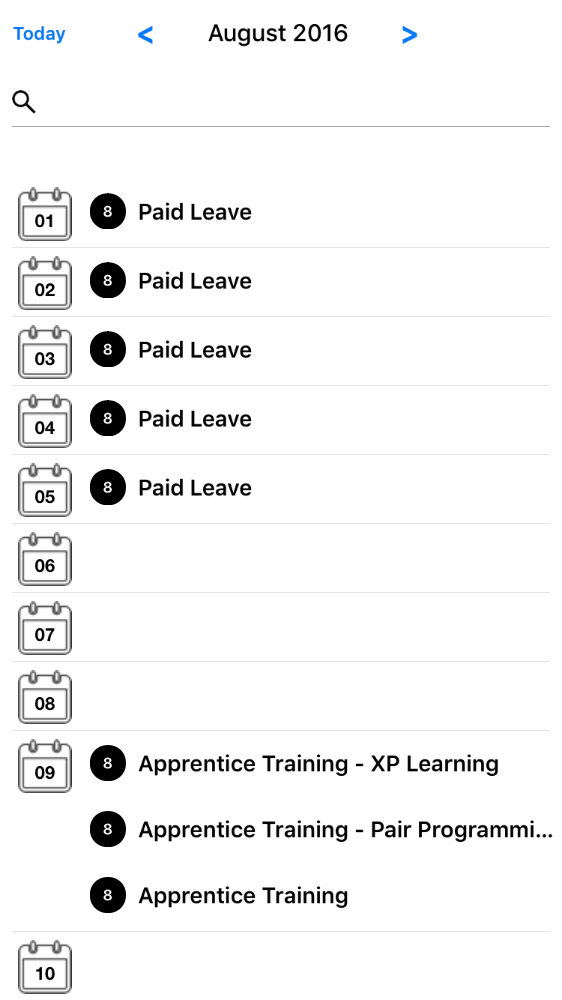 Today < August 2016 >
01 8 Paid Leave
02 8 Paid Leave
03 8 Paid Leave
04 8 Paid Leave
05 8 Paid Leave
06
07
08
09 8 Apprentice Training - XP Learning
8 Apprentice Training - Pair Programmi...
8 Apprentice Training
10